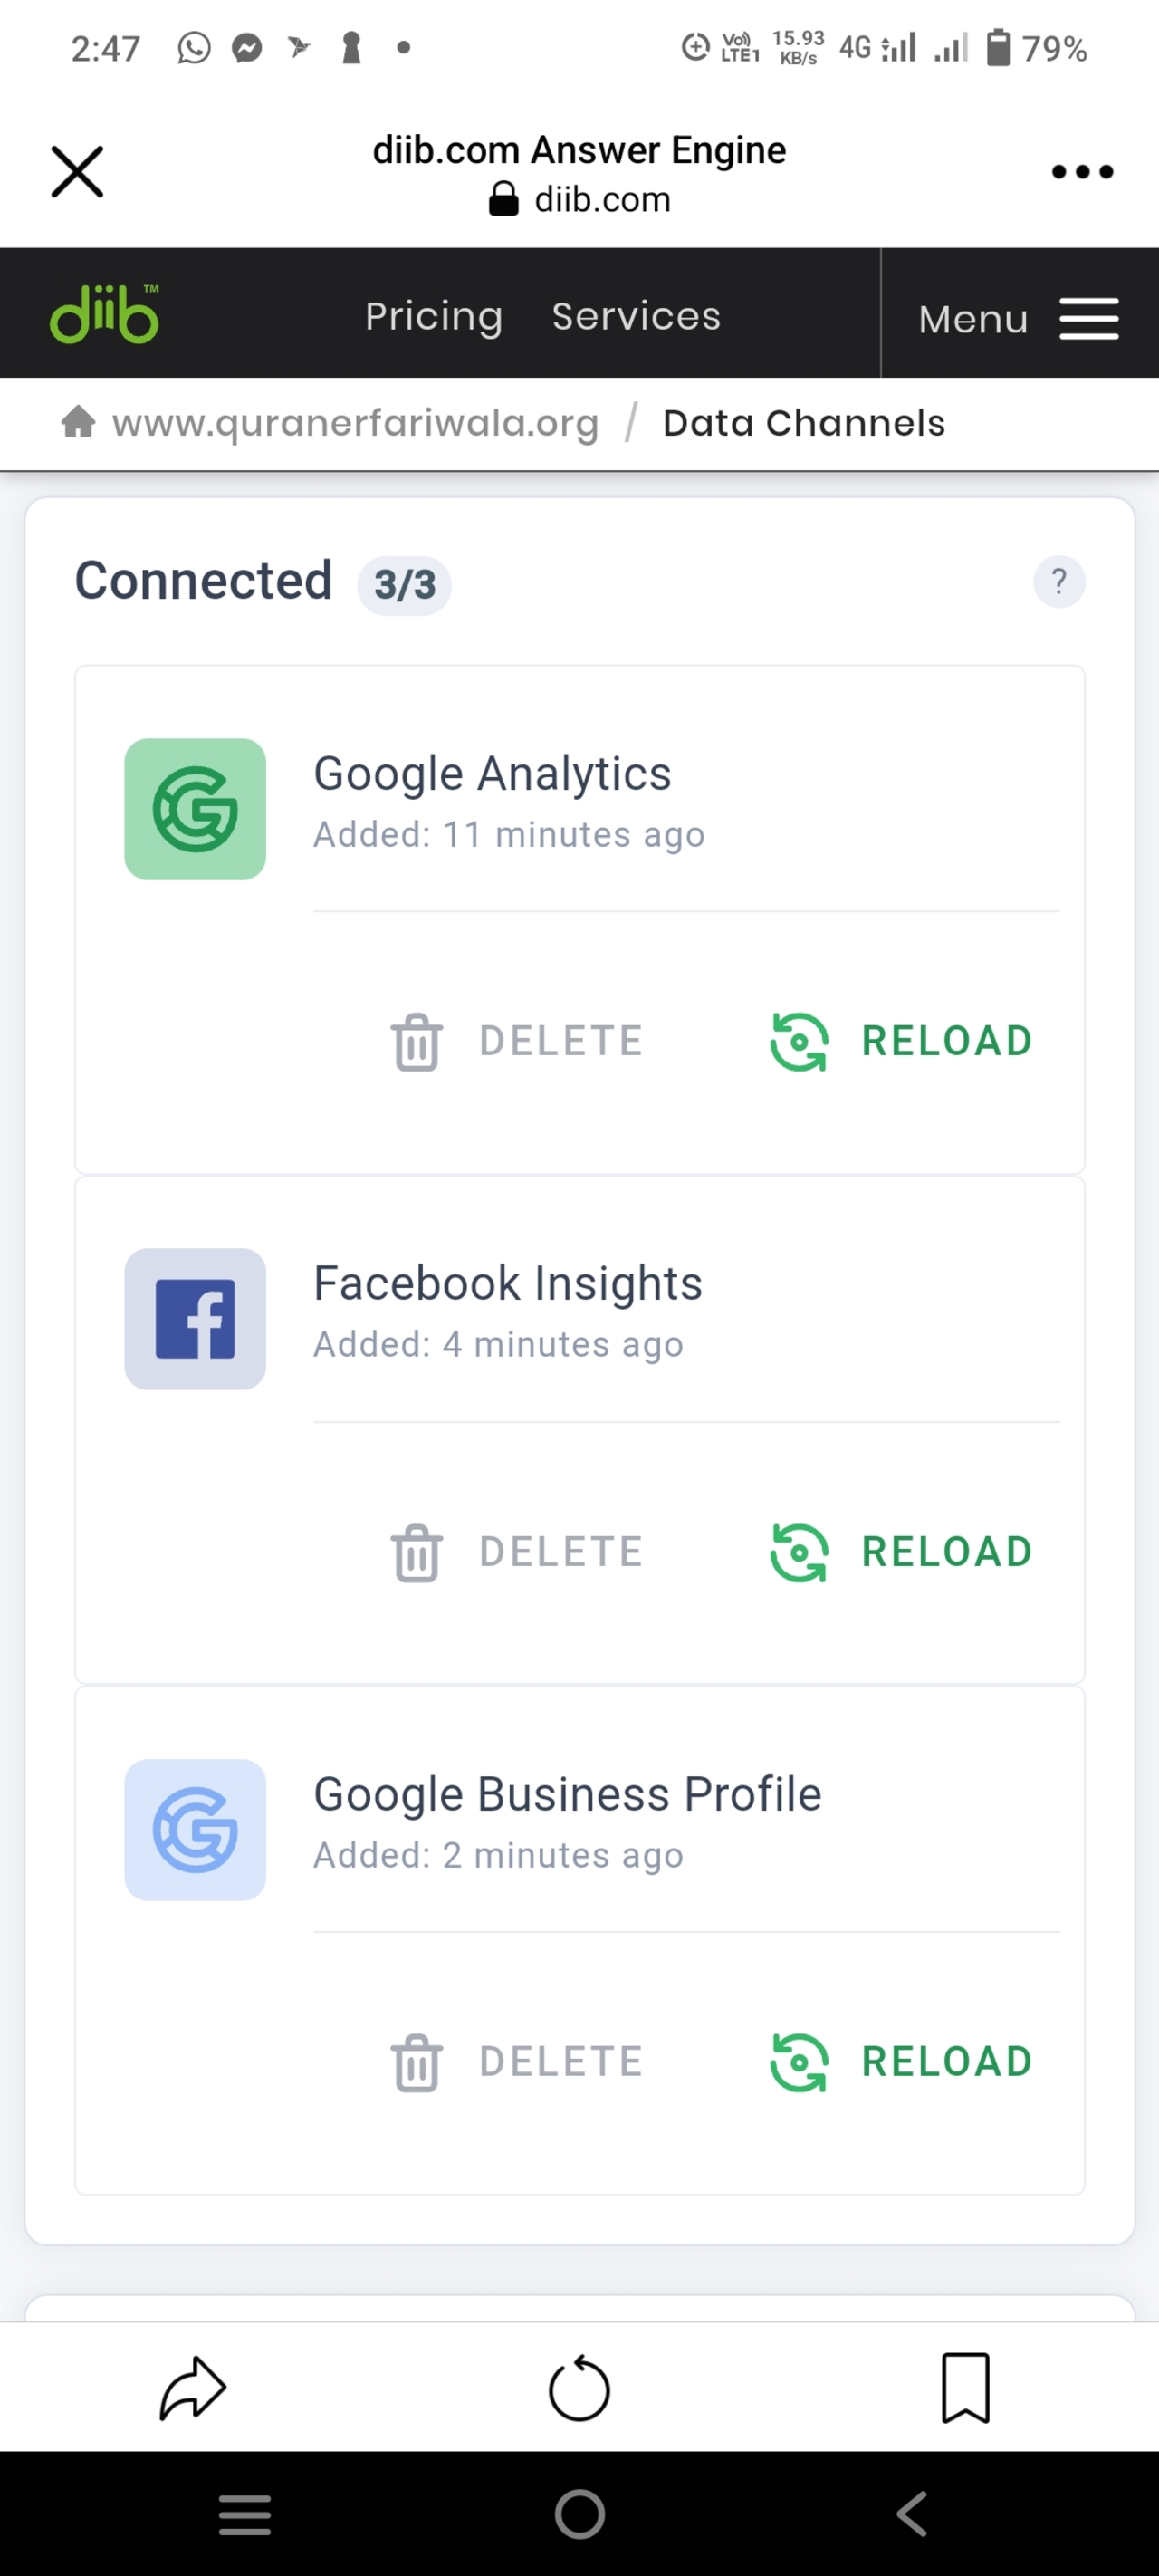 2:47 Vo) LTE1 15.93 KB/s 4G 79%
diib.com Answer Engine
diib.com
diib™ Pricing Services Menu
www.quranerfariwala.org / Data Channels
Connected 3/3 ?
Google Analytics
Added: 11 minutes ago
DELETE RELOAD
Facebook Insights
Added: 4 minutes ago
DELETE RELOAD
Google Business Profile
Added: 2 minutes ago
DELETE RELOAD